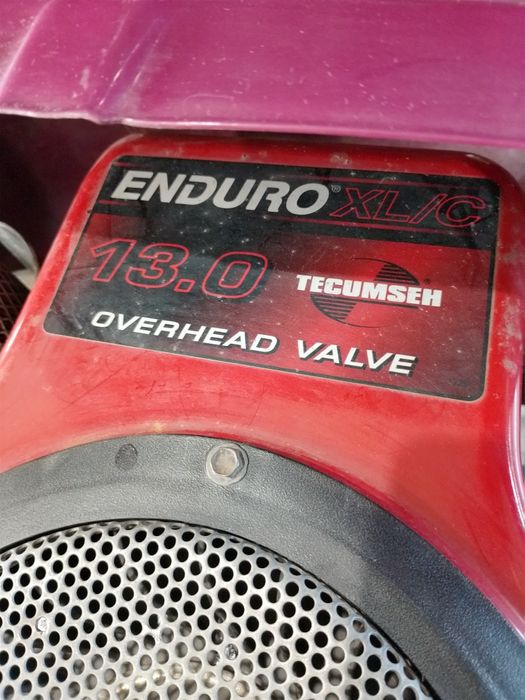 ENDURO® XL/C
13.0
TECUMSEH®
OVERHEAD VALVE